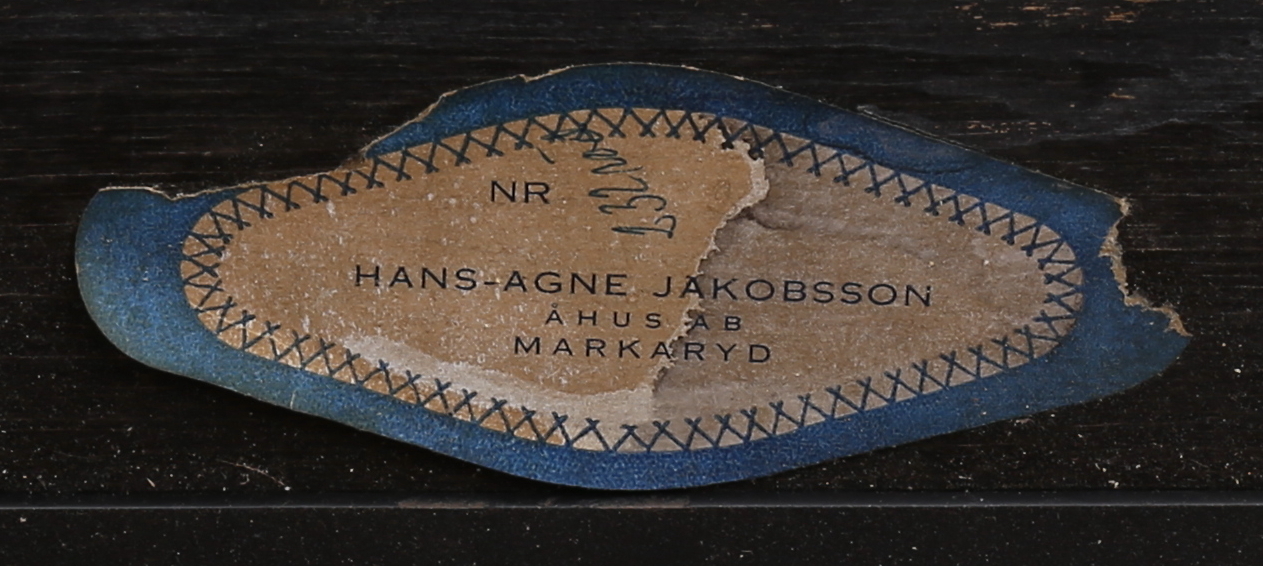 NR
HANS-AGNE JAKOBSSON
ÅHUS AB
MARKARYD